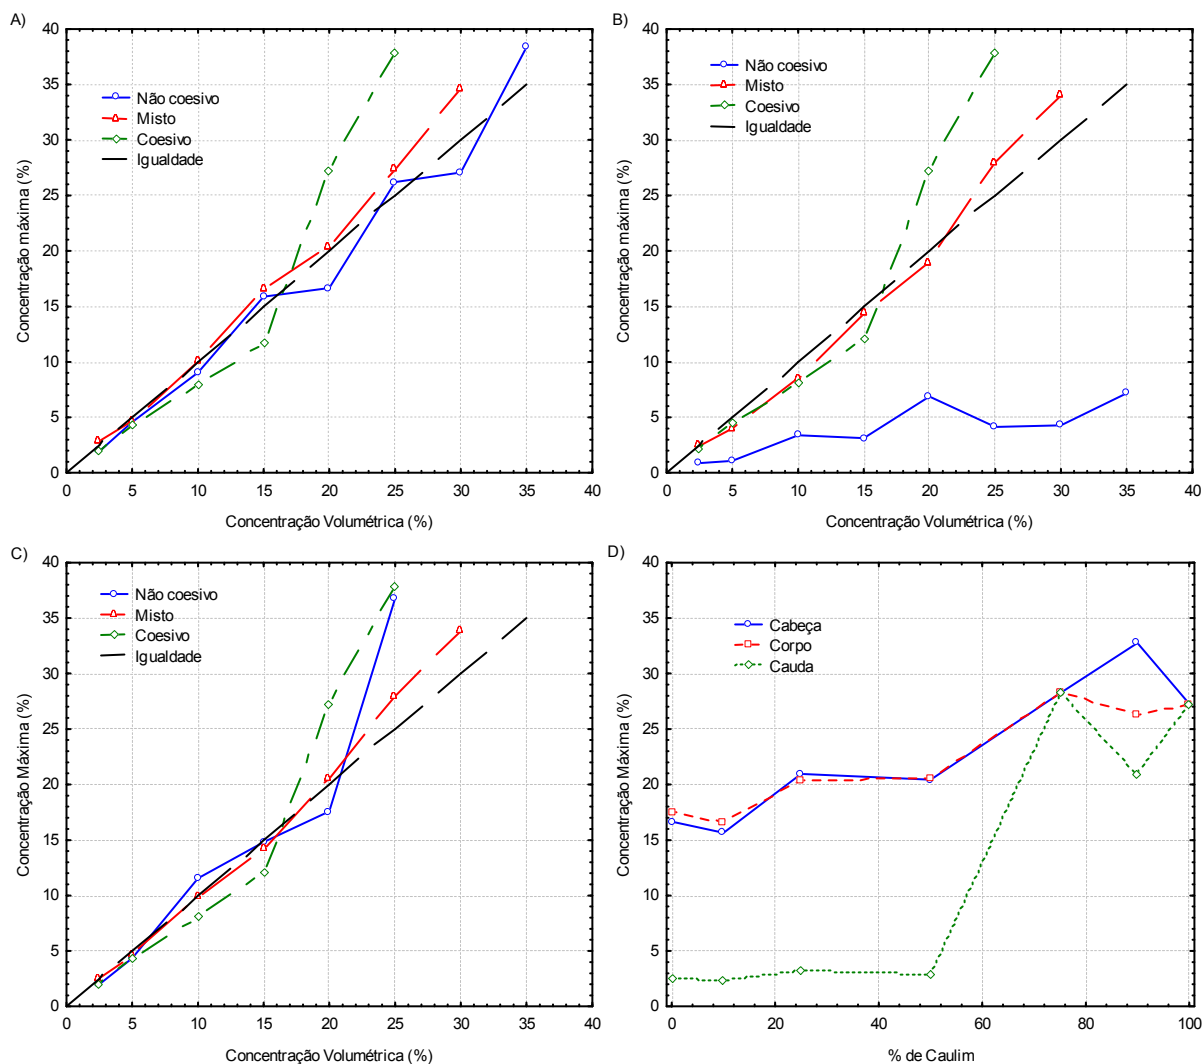 A)
Concentração máxima (%)
40
35
30
25
20
15
10
5
0
Não coesivo
Misto
Coesivo
Igualdade
0 5 10 15 20 25 30 35 40
Concentração Volumétrica (%)
B)
Concentração máxima (%)
40
35
30
25
20
15
10
5
0
Não coesivo
Misto
Coesivo
Igualdade
0 5 10 15 20 25 30 35 40
Concentração Volumétrica (%)
C)
Concentração Máxima (%)
40
35
30
25
20
15
10
5
0
Não coesivo
Misto
Coesivo
Igualdade
0 5 10 15 20 25 30 35 40
Concentração Volumétrica (%)
D)
Concentração Máxima (%)
40
35
30
25
20
15
10
5
0
Cabeça
Corpo
Cauda
0 20 40 60 80 100
% de Caulim